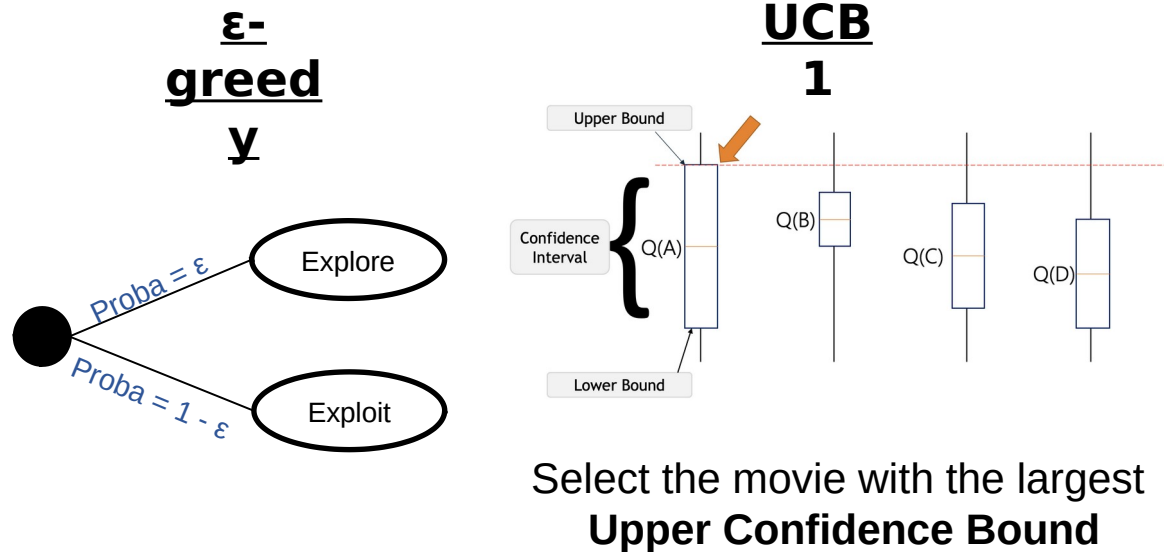 ε-
greed
y
Proba = ε
Explore
Proba = 1 - ε
Exploit
UCB
1
Upper Bound
Confidence
Interval
Q(A)
Q(B)
Q(C)
Q(D)
Lower Bound
Select the movie with the largest
Upper Confidence Bound